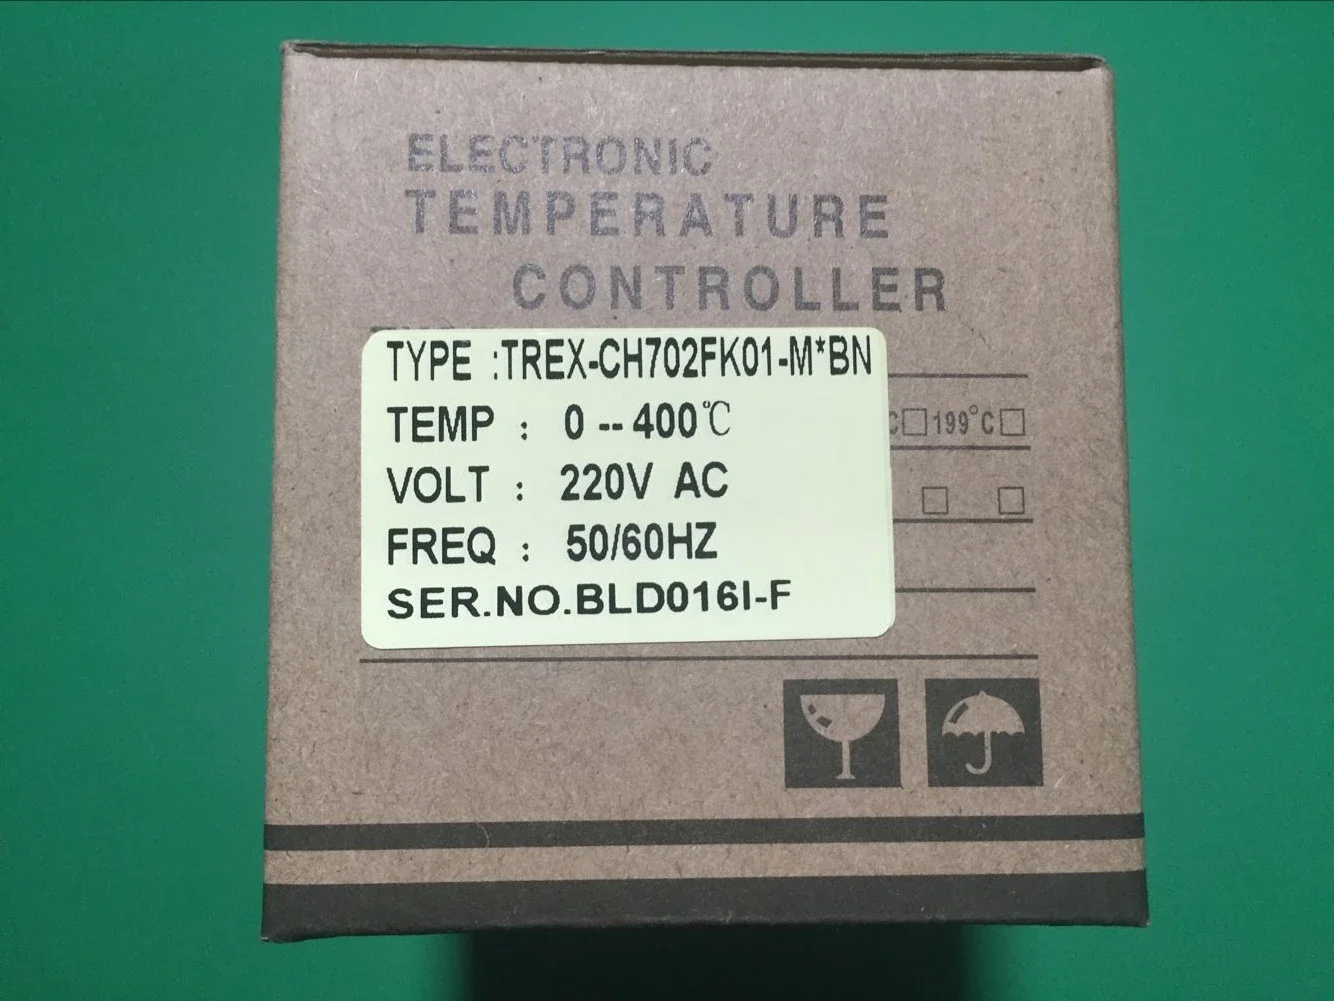 ELECTRONIC
TEMPERATURE
CONTROLLER
TYPE :TREX-CH702FK01-M*BN
TEMP : 0 -- 400℃
C□199°C□
VOLT : 220V AC
□ □
FREQ : 50/60HZ
SER.NO.BLD016I-F